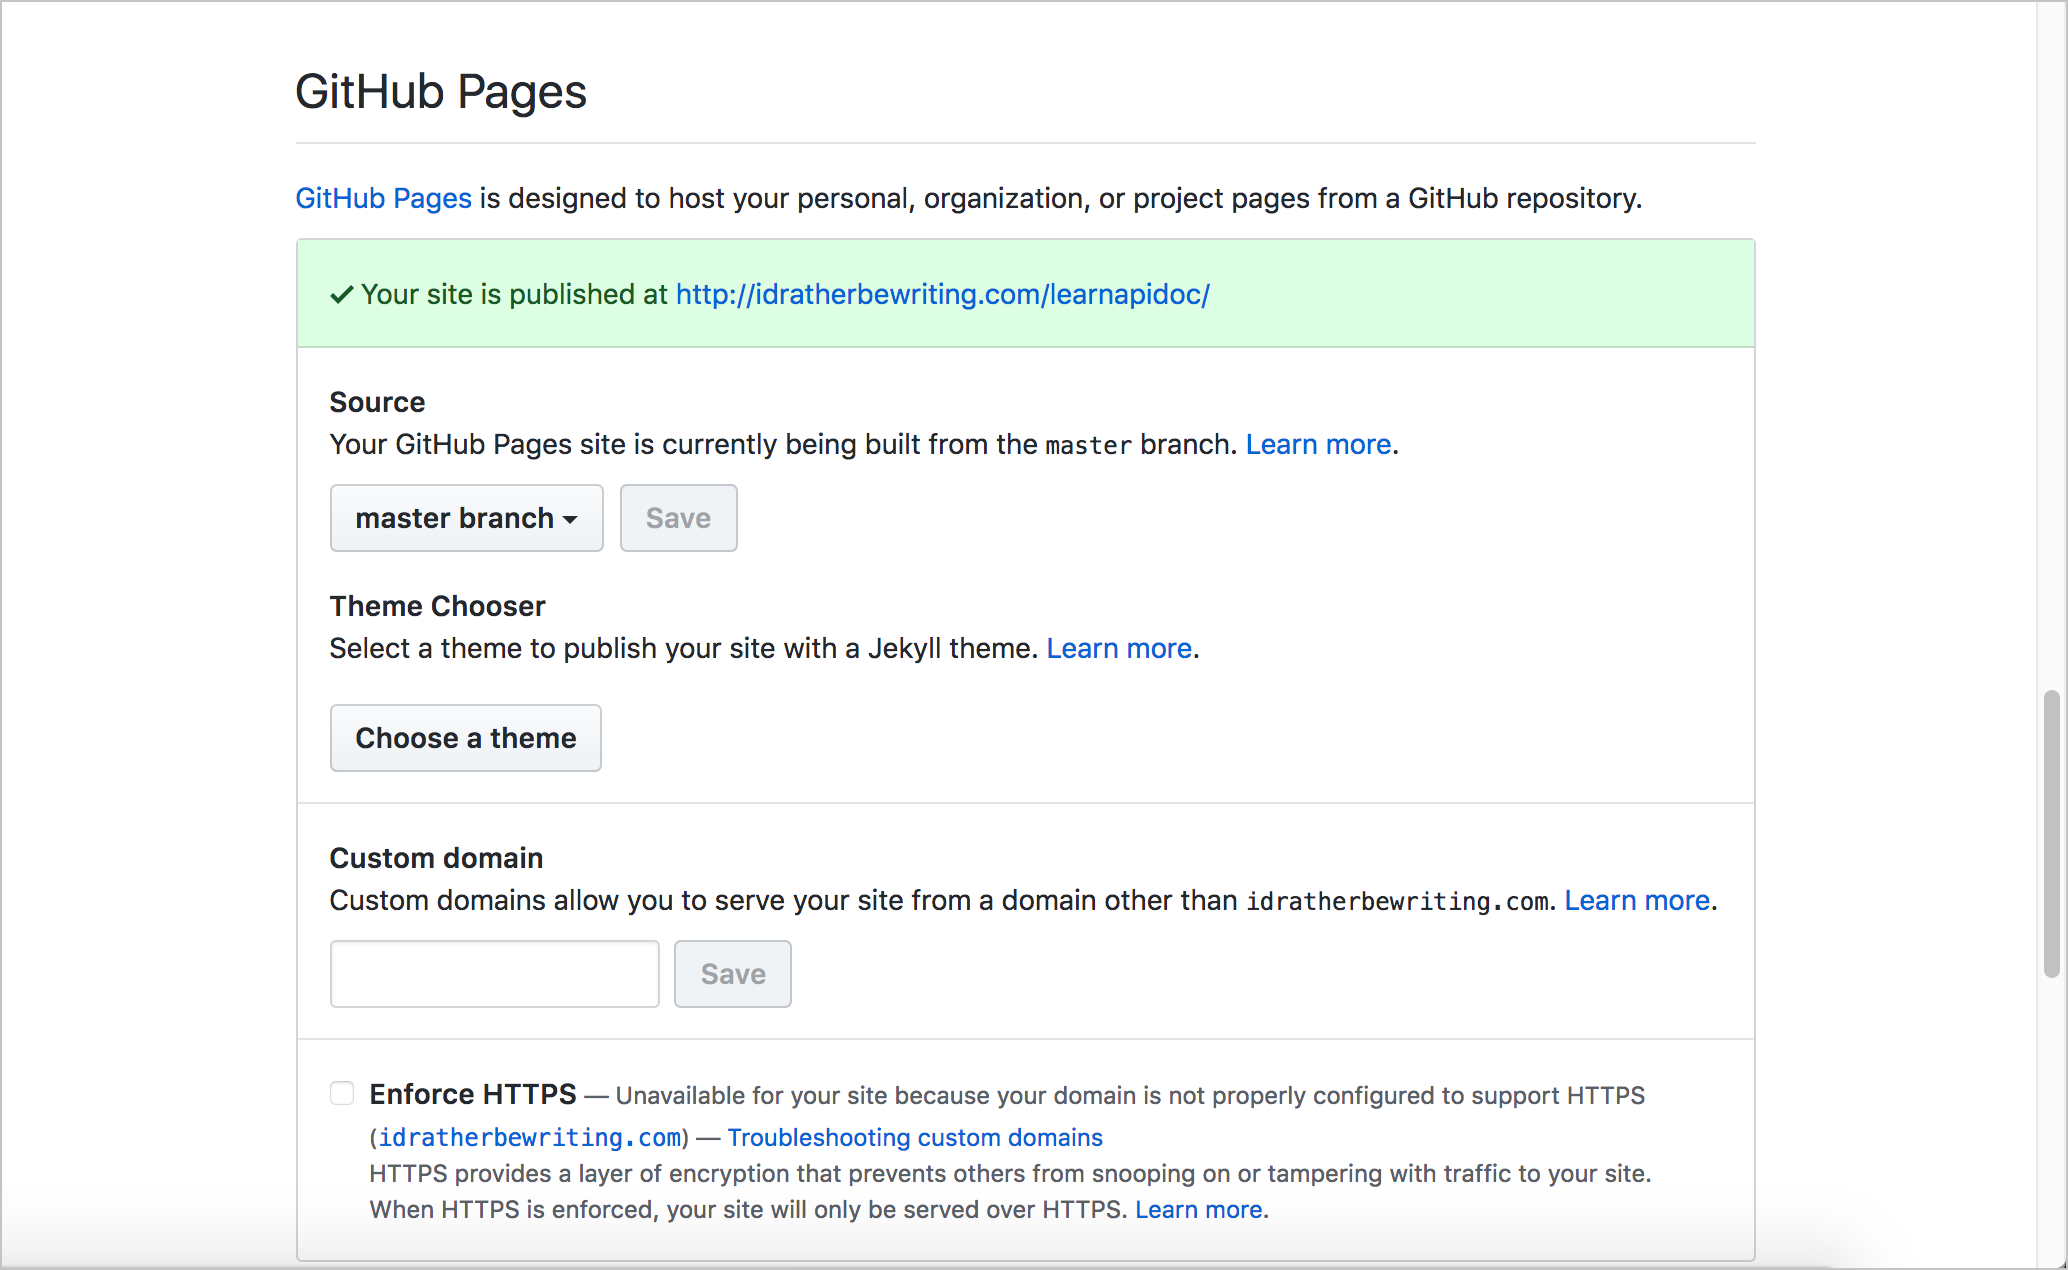 GitHub Pages
GitHub Pages is designed to host your personal, organization, or project pages from a GitHub repository.
✓ Your site is published at http://idratherbewriting.com/learnapidoc/
Source
Your GitHub Pages site is currently being built from the master branch. Learn more.
master branch Save
Theme Chooser
Select a theme to publish your site with a Jekyll theme. Learn more.
Choose a theme
Custom domain
Custom domains allow you to serve your site from a domain other than idratherbewriting.com. Learn more.
Save
Enforce HTTPS — Unavailable for your site because your domain is not properly configured to support HTTPS
(idratherbewriting.com) — Troubleshooting custom domains
HTTPS provides a layer of encryption that prevents others from snooping on or tampering with traffic to your site.
When HTTPS is enforced, your site will only be served over HTTPS. Learn more.